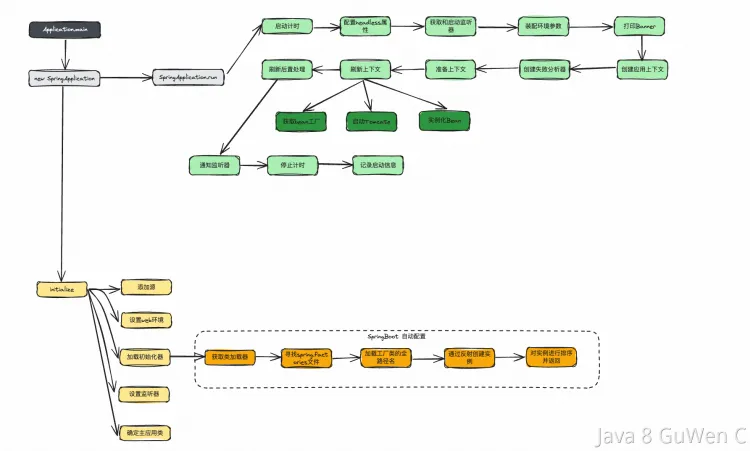 Application.main
new SpringApplication
SpringApplication.run
启动计时
配置headless属
性
获取和启动监听
器
装配环境参数
打印Banner
创建应用上下文
创建失败分析器
准备上下文
刷新上下文
刷新后置处理
获取bean工厂
启动Tomcate
实例化Bean
通知监听器
停止计时
记录启动信息
initialize
添加源
设置web环境
加载初始化器
设置监听器
确定主应用类
SpringBoot 自动配置
获取类加载器
寻找spring.fact
ories文件
加载工厂类的全
路径名
通过反射创建实
例
对实例进行排序
并返回
Java 8 GuWen C